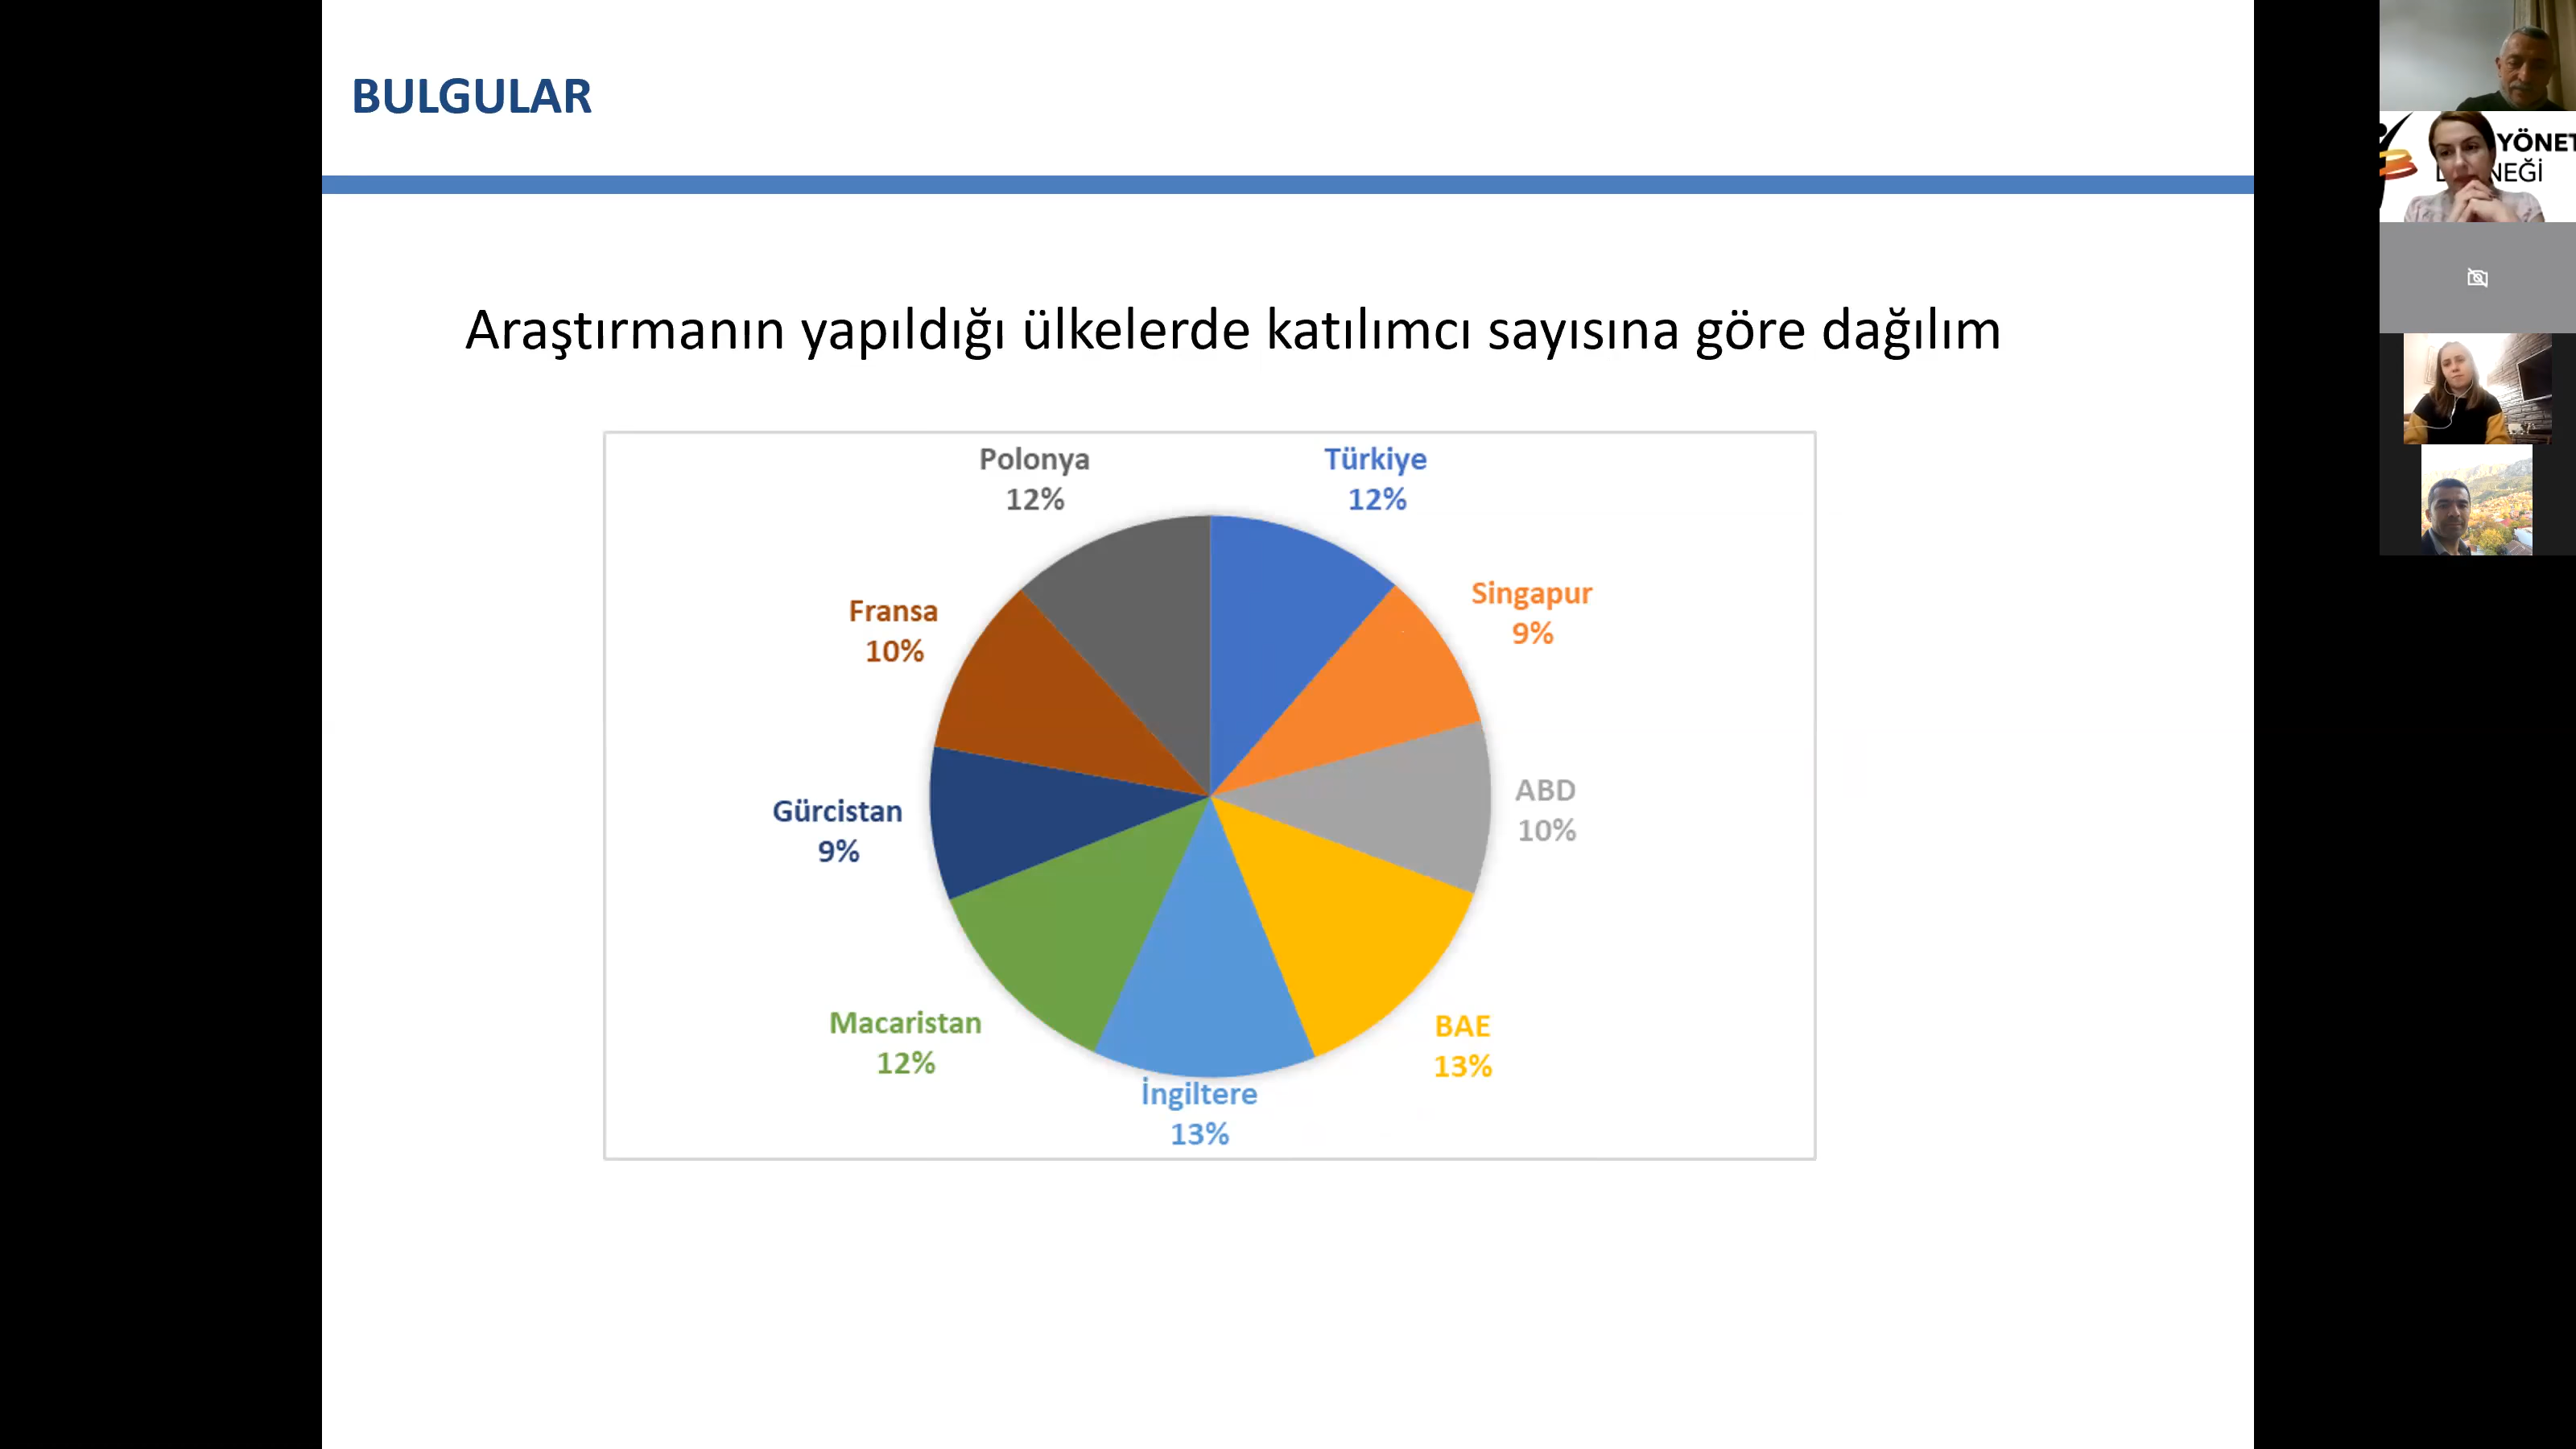 BULGULAR
Araştırmanın yapıldığı ülkelerde katılımcı sayısına göre dağılım
Polonya
12%
Türkiye
12%
Fransa
10%
Singapur
9%
Gürcistan
9%
ABD
10%
Macaristan
12%
BAE
13%
İngiltere
13%
YÖNET
NEĞİ